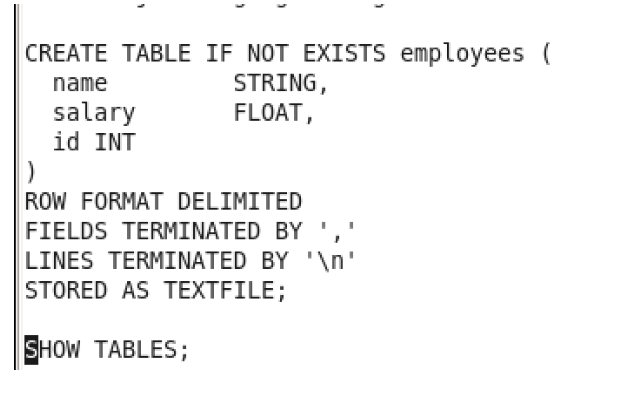 CREATE TABLE IF NOT EXISTS employees (
  name         STRING,
  salary       FLOAT,
  id INT
)
ROW FORMAT DELIMITED
FIELDS TERMINATED BY ','
LINES TERMINATED BY '\n'
STORED AS TEXTFILE;
SHOW TABLES;